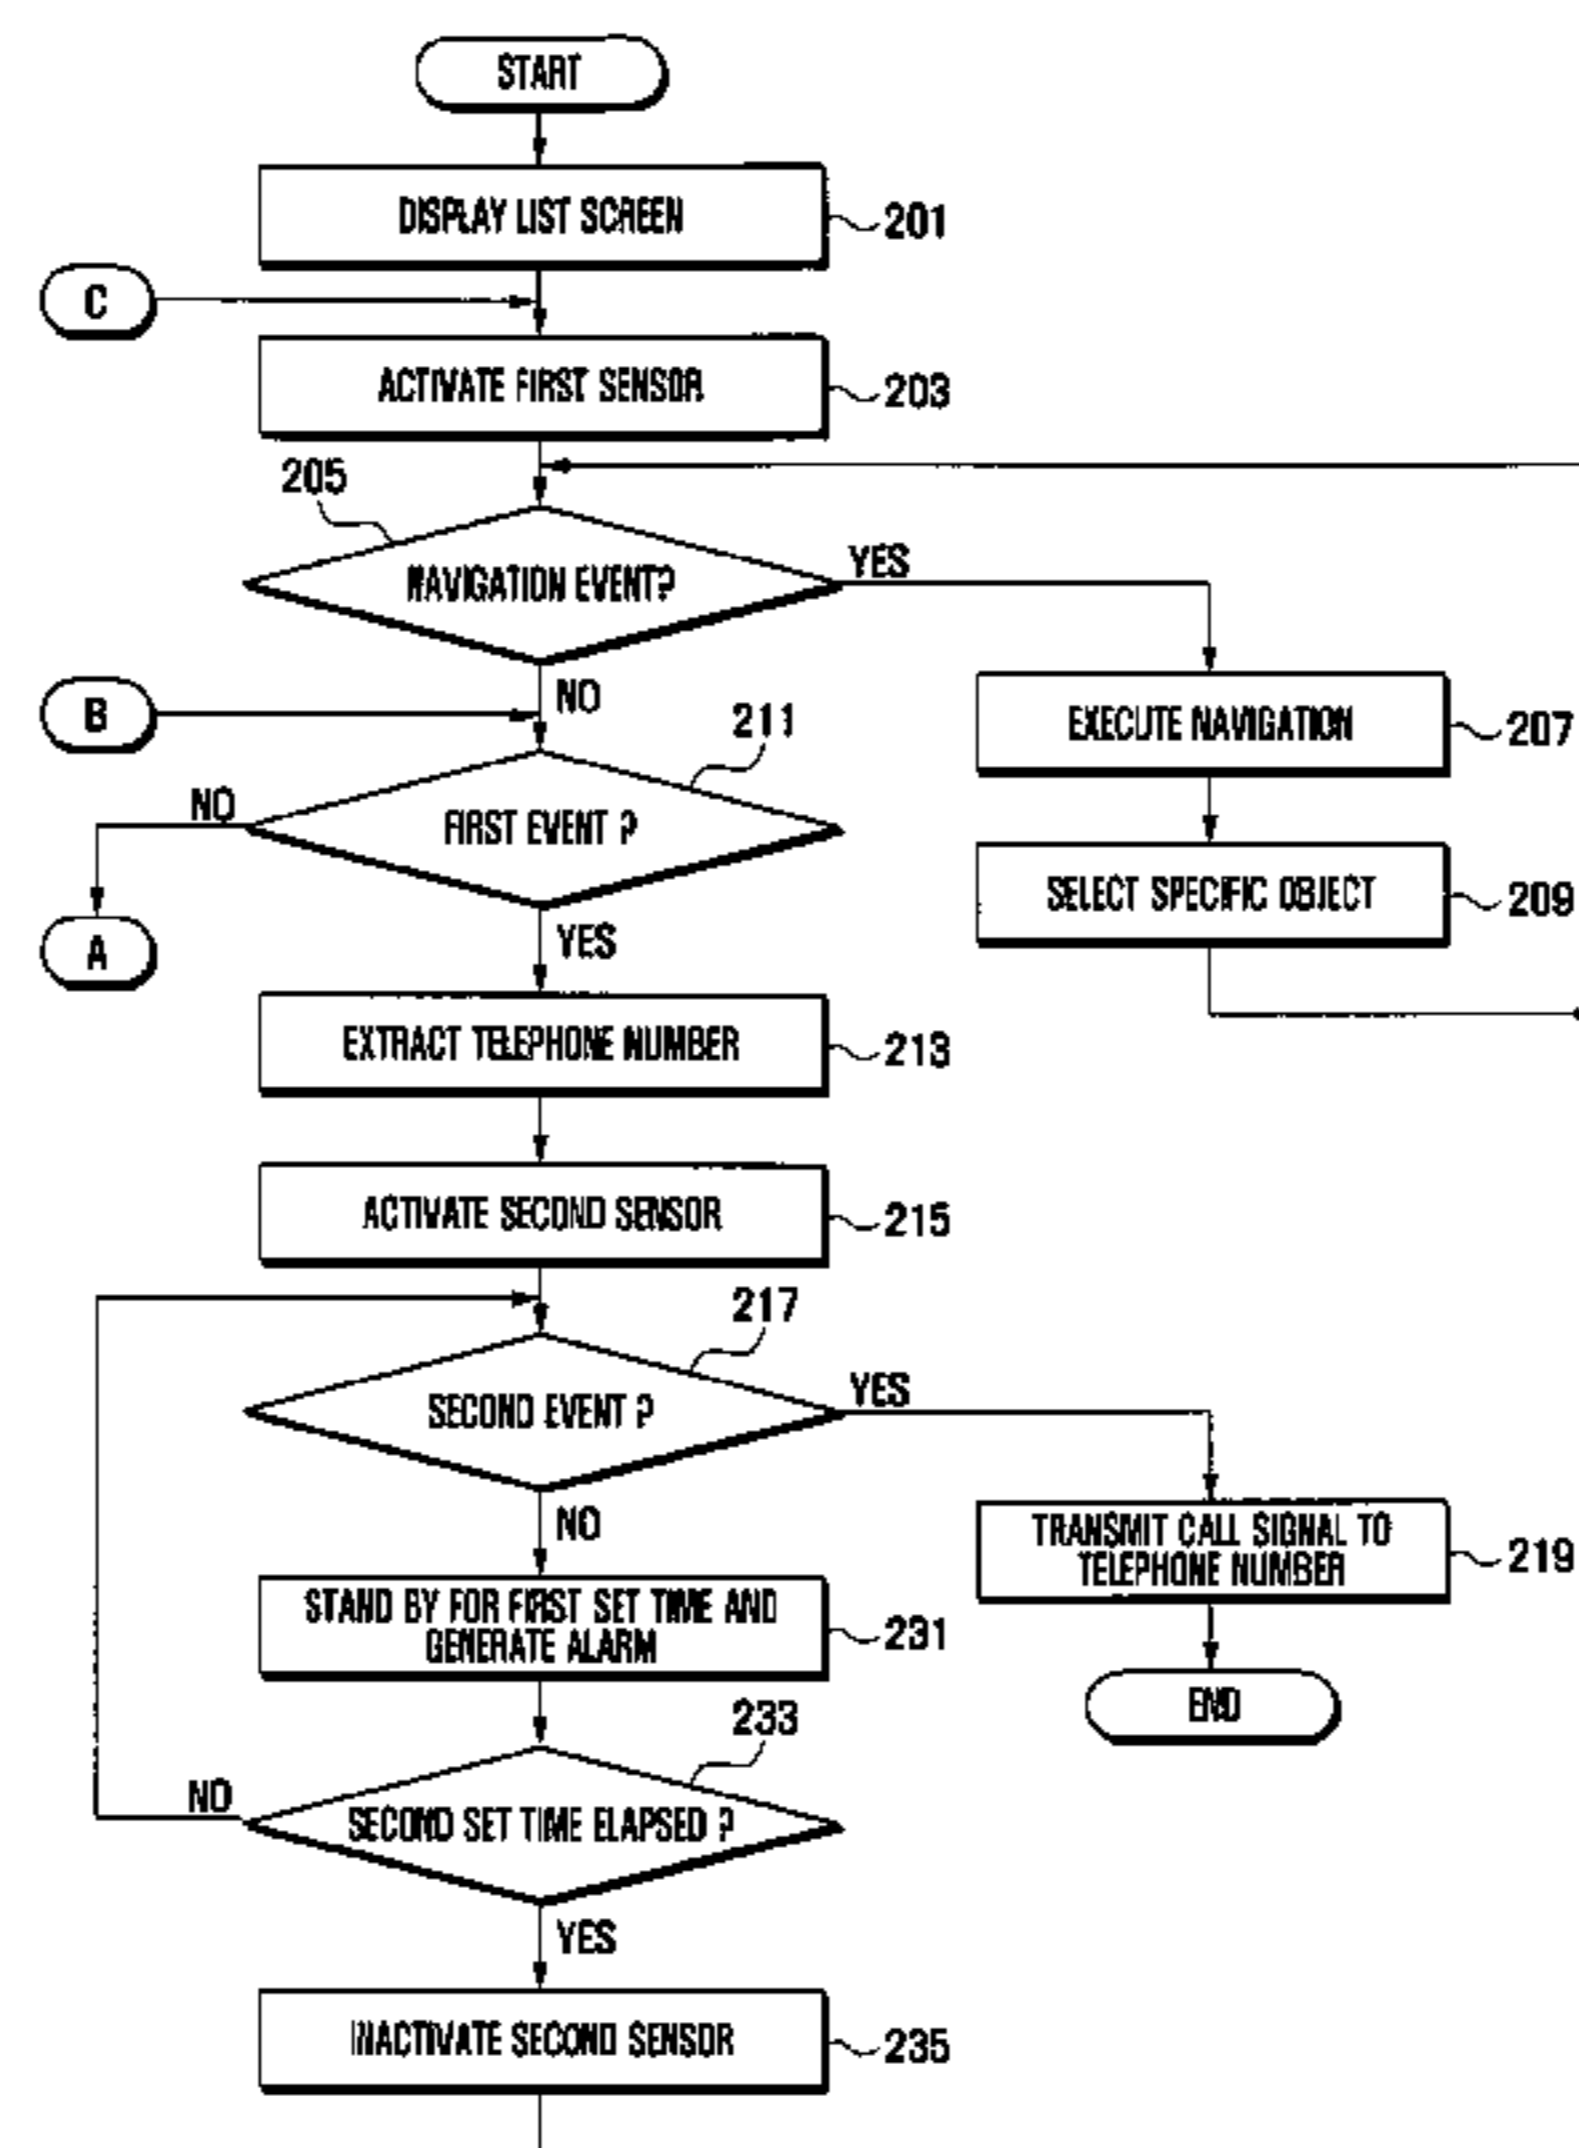 START
DISPLAY LIST SCREEN
201
C
ACTIVATE FIRST SENSOR
203
205
NAVIGATION EVENT?
YES
NO
EXECUTE NAVIGATION
207
B
211
FIRST EVENT ?
NO
A
YES
SELECT SPECIFIC OBJECT
209
EXTRACT TELEPHONE NUMBER
213
ACTIVATE SECOND SENSOR
215
217
SECOND EVENT ?
YES
NO
TRANSMIT CALL SIGNAL TO
TELEPHONE NUMBER
219
END
STAND BY FOR FIRST SET TIME AND
GENERATE ALARM
231
233
SECOND SET TIME ELAPSED ?
NO
YES
INACTIVATE SECOND SENSOR
235